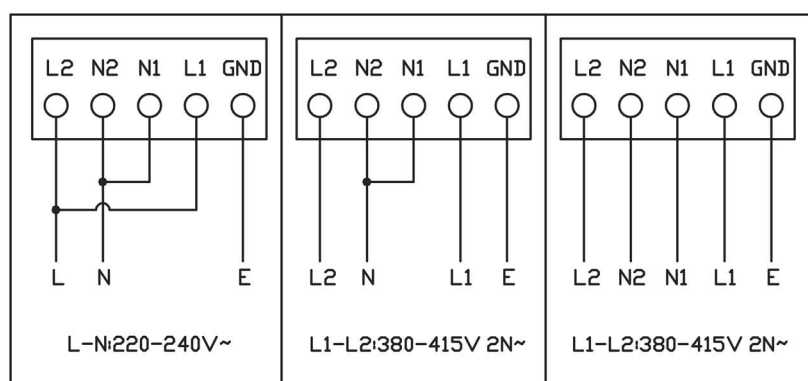 L2 N2 N1 L1 GND
L N E
L-N:220-240V~
L2 N2 N1 L1 GND
L2 N L1 E
L1-L2:380-415V 2N~
L2 N2 N1 L1 GND
L2 N2 N1 L1 E
L1-L2:380-415V 2N~